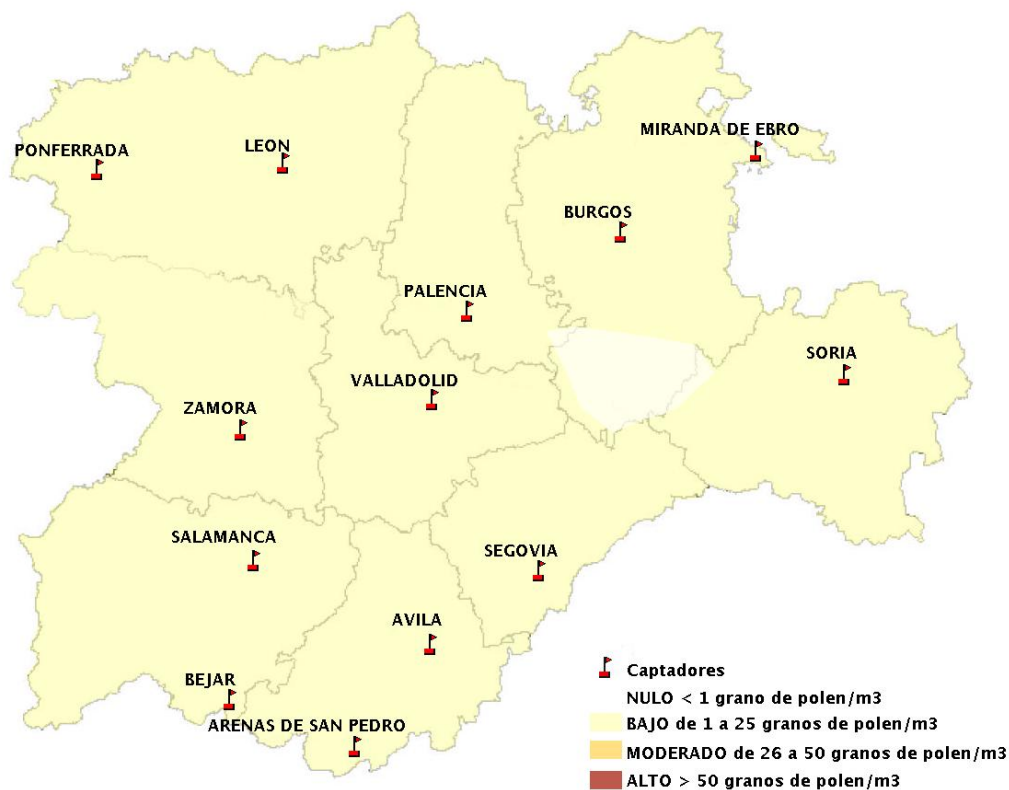 MIRANDA DE EBRO
PONFERRADA
LEON
BURGOS
PALENCIA
SORIA
VALLADOLID
ZAMORA
SALAMANCA
SEGOVIA
AVILA
BEJAR
ARENAS DE SAN PEDRO
Captadores
NULO < 1 grano de polen/m3
BAJO de 1 a 25 granos de polen/m3
MODERADO de 26 a 50 granos de polen/m3
ALTO > 50 granos de polen/m3